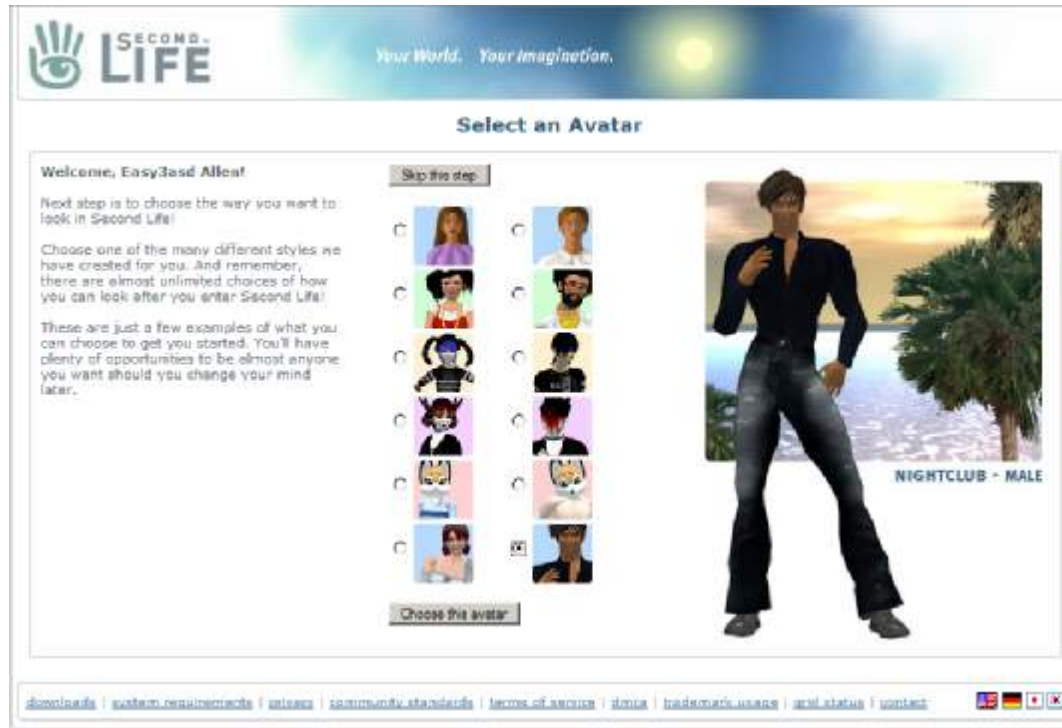 SECOND
LIFE
Your World. Your Imagination.
Select an Avatar
Welcome, Easy3asd Allen!
Next step is to choose the way you want to
look in Second Life!
Choose one of the many different styles we
have created for you. And remember,
there are almost unlimited choices of how
you can look after you enter Second Life!
These are just a few examples of what you
can choose to get you started. You'll have
plenty of opportunities to be almost anyone
you want should you change your mind
later.
Skip this step
NIGHTCLUB - MALE
Choose this avatar
downloads | system requirements | privacy | community standards | terms of service | dmca | trademark usage | grid status | contact